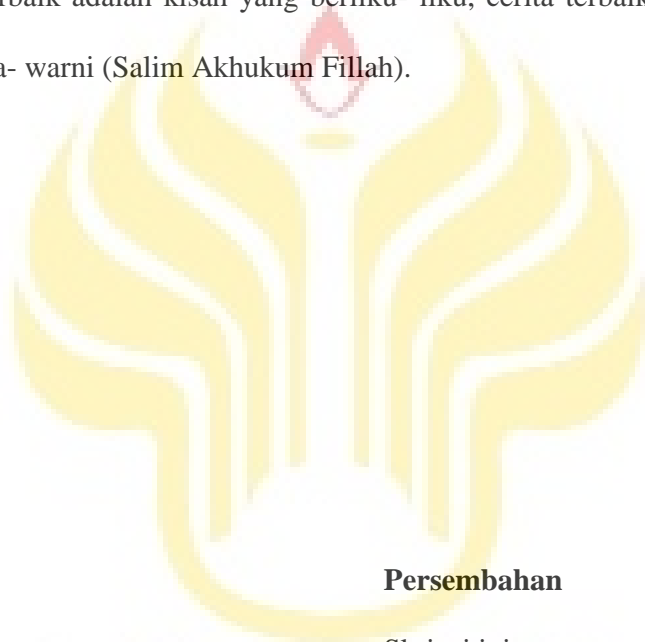 adalah kisah yang berliku- liku, cerita terbaik
warni (Salim Akhukum Fillah).
Persembahan